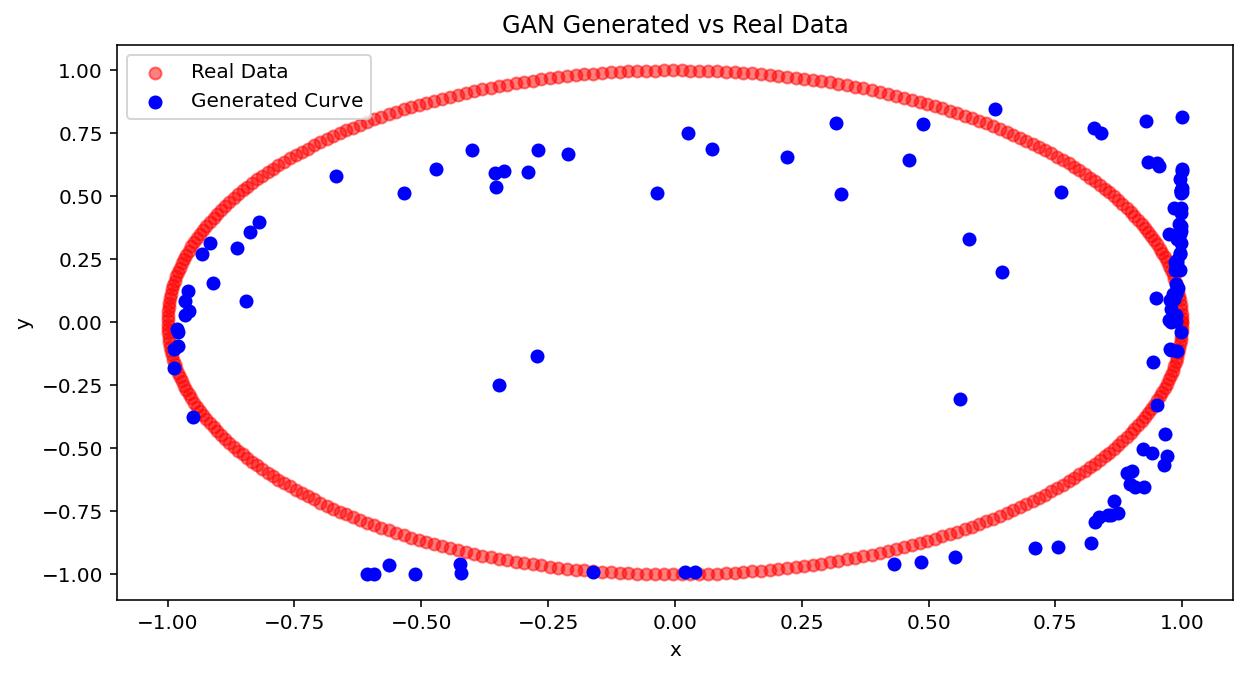 GAN Generated vs Real Data
Real Data
Generated Curve
1.00
0.75
0.50
0.25
0.00
−0.25
−0.50
−0.75
−1.00
y
−1.00 −0.75 −0.50 −0.25 0.00 0.25 0.50 0.75 1.00
x